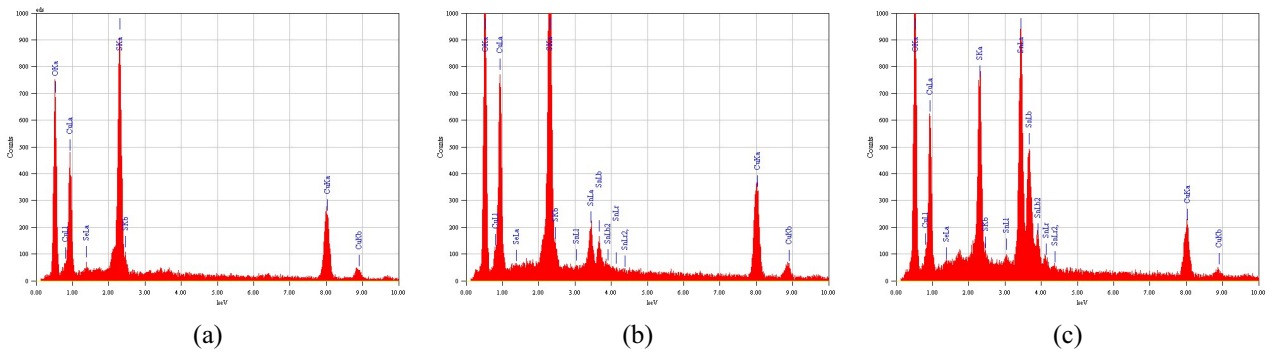 eds
1000
900
800
700
600
500
400
300
200
100
0
Counts
OKa
CuLl
CuLa
SeLa
SKa
SKb
CuKa
CuKb
0.00 1.00 2.00 3.00 4.00 5.00 6.00 7.00 8.00 9.00 10.00
keV
(a)
1000
900
800
700
600
500
400
300
200
100
0
Counts
OKa
CuLl
CuLa
SeLa
SKa
SKb
SnLl
SnLa
SnLb
SnLb2
SnLr
SnLr2,
CuKa
CuKb
0.00 1.00 2.00 3.00 4.00 5.00 6.00 7.00 8.00 9.00 10.00
keV
(b)
1000
900
800
700
600
500
400
300
200
100
0
Counts
OKa
CuLl
CuLa
SeLa
SKa
SKb
SnLl
SnLa
SnLb
SnLb2
SnLr
SnLr2,
CuKa
CuKb
0.00 1.00 2.00 3.00 4.00 5.00 6.00 7.00 8.00 9.00 10.00
keV
(c)